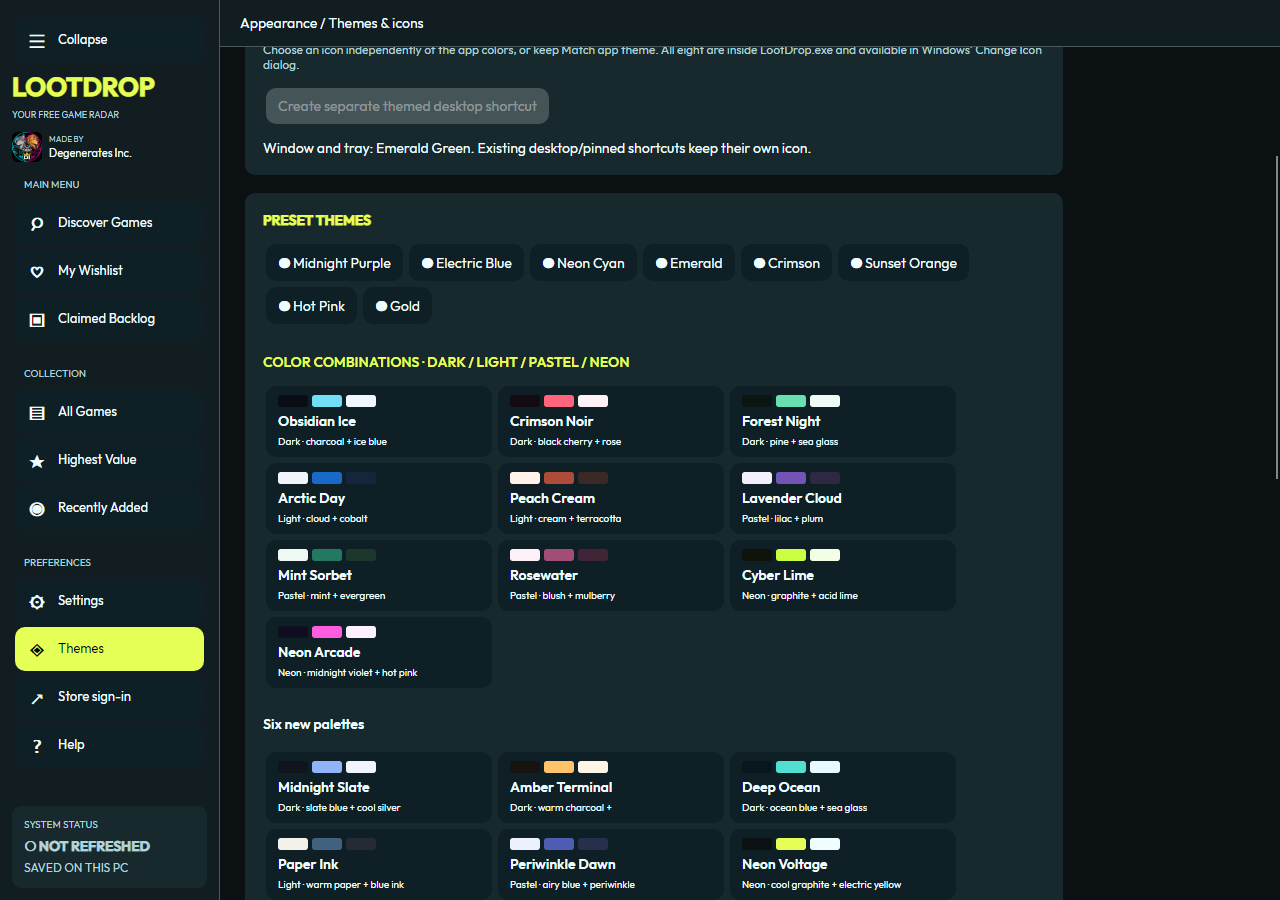 Collapse
LOOTDROP
YOUR FREE GAME RADAR
MADE BY
Degenerates Inc.
MAIN MENU
Discover Games
My Wishlist
Claimed Backlog
COLLECTION
All Games
Highest Value
Recently Added
PREFERENCES
Settings
Themes
Store sign-in
Help
SYSTEM STATUS
NOT REFRESHED
SAVED ON THIS PC
Appearance / Themes & icons
Choose an icon independently of the app colors, or keep Match app theme. All eight are inside LootDrop.exe and available in Windows' Change Icon
dialog.
Create separate themed desktop shortcut
Window and tray: Emerald Green. Existing desktop/pinned shortcuts keep their own icon.
PRESET THEMES
Midnight Purple
Electric Blue
Neon Cyan
Emerald
Crimson
Sunset Orange
Hot Pink
Gold
COLOR COMBINATIONS · DARK / LIGHT / PASTEL / NEON
Obsidian Ice
Dark · charcoal + ice blue
Crimson Noir
Dark · black cherry + rose
Forest Night
Dark · pine + sea glass
Arctic Day
Light · cloud + cobalt
Peach Cream
Light · cream + terracotta
Lavender Cloud
Pastel · lilac + plum
Mint Sorbet
Pastel · mint + evergreen
Rosewater
Pastel · blush + mulberry
Cyber Lime
Neon · graphite + acid lime
Neon Arcade
Neon · midnight violet + hot pink
Six new palettes
Midnight Slate
Dark · slate blue + cool silver
Amber Terminal
Dark · warm charcoal +
Deep Ocean
Dark · ocean blue + sea glass
Paper Ink
Light · warm paper + blue ink
Periwinkle Dawn
Pastel · airy blue + periwinkle
Neon Voltage
Neon · cool graphite + electric yellow